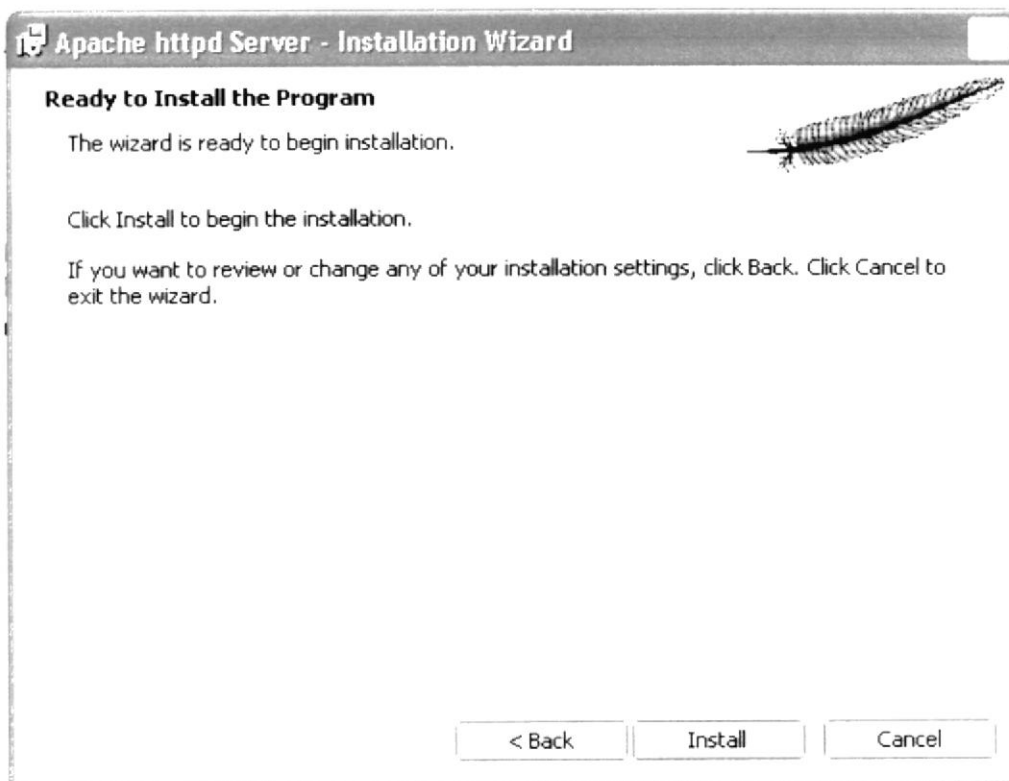 Apache httpd Server - Installation Wizard
Ready to Install the Program
The wizard is ready to begin installation.
Click Install to begin the installation.
If you want to review or change any of your installation settings, click Back. Click Cancel to
exit the wizard.
< Back
Install
Cancel